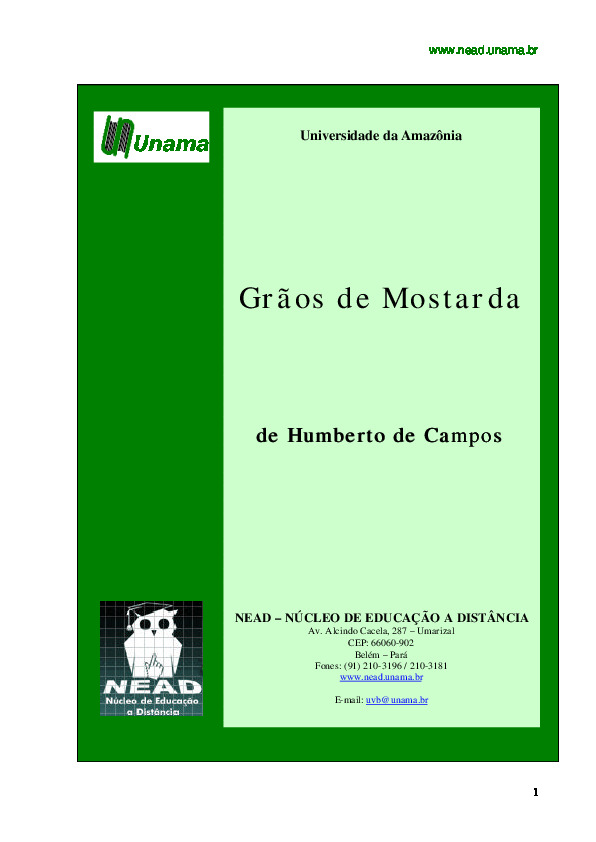 www.nead.unama.br
Unama
Universidade da Amazônia
Grãos de Mostarda
de Humberto de Campos
NEAD – NÚCLEO DE EDUCAÇÃO A DISTÂNCIA
Av. Alcindo Cacela, 287 – Umarizal
CEP: 66060-902
Belém – Pará
Fones: (91) 210-3196 / 210-3181
www.nead.unama.br
E-mail: uvb@unama.br
NEAD
Núcleo de Educação
a Distância
1